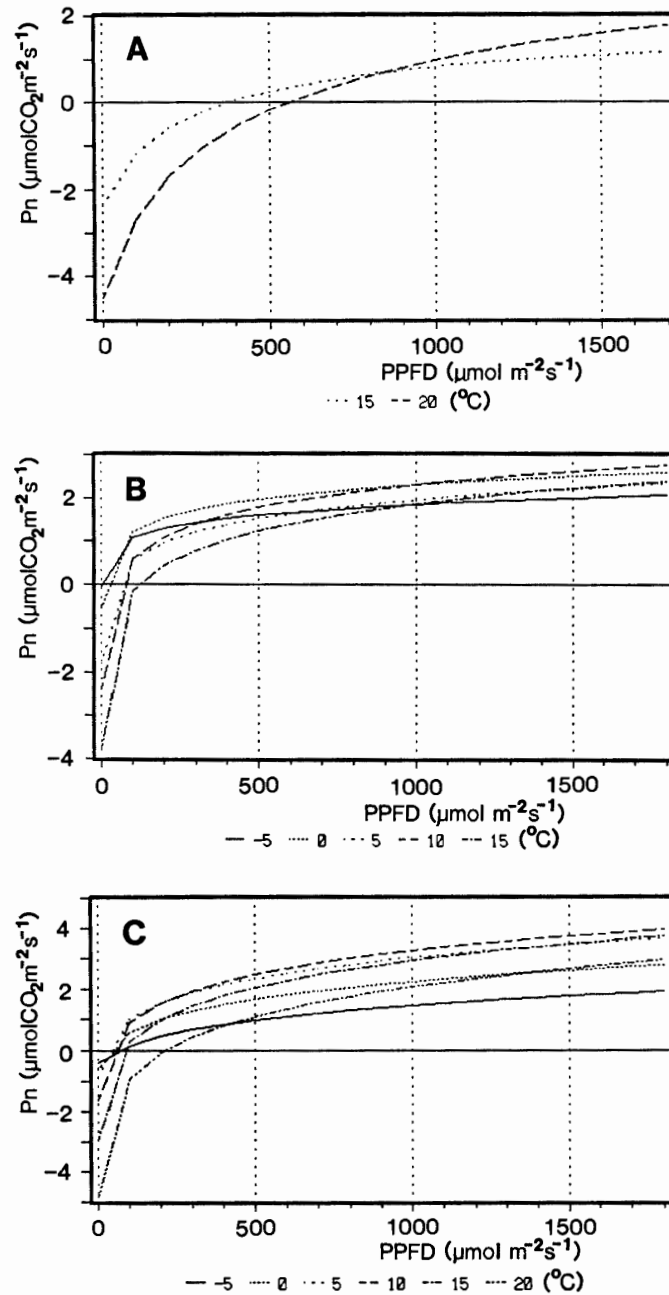 A
Pn (µmolCO₂m⁻²s⁻¹)
2
0
−2
−4
0
500
1000
1500
PPFD (µmol m⁻²s⁻¹)
15 20 (°C)
B
Pn (µmolCO₂m⁻²s⁻¹)
2
0
−2
−4
0
500
1000
1500
PPFD (µmol m⁻²s⁻¹)
−5 0 5 10 15 (°C)
C
Pn (µmolCO₂m⁻²s⁻¹)
4
2
0
−2
−4
0
500
1000
1500
PPFD (µmol m⁻²s⁻¹)
−5 0 5 10 15 20 (°C)